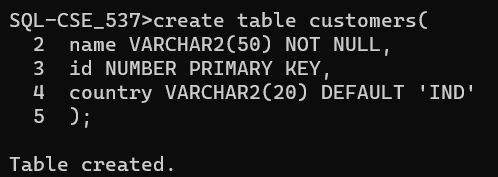 SQL-CSE_537>create table customers(
  2  name VARCHAR2(50) NOT NULL,
  3  id NUMBER PRIMARY KEY,
  4  country VARCHAR2(20) DEFAULT 'IND'
  5  );
Table created.